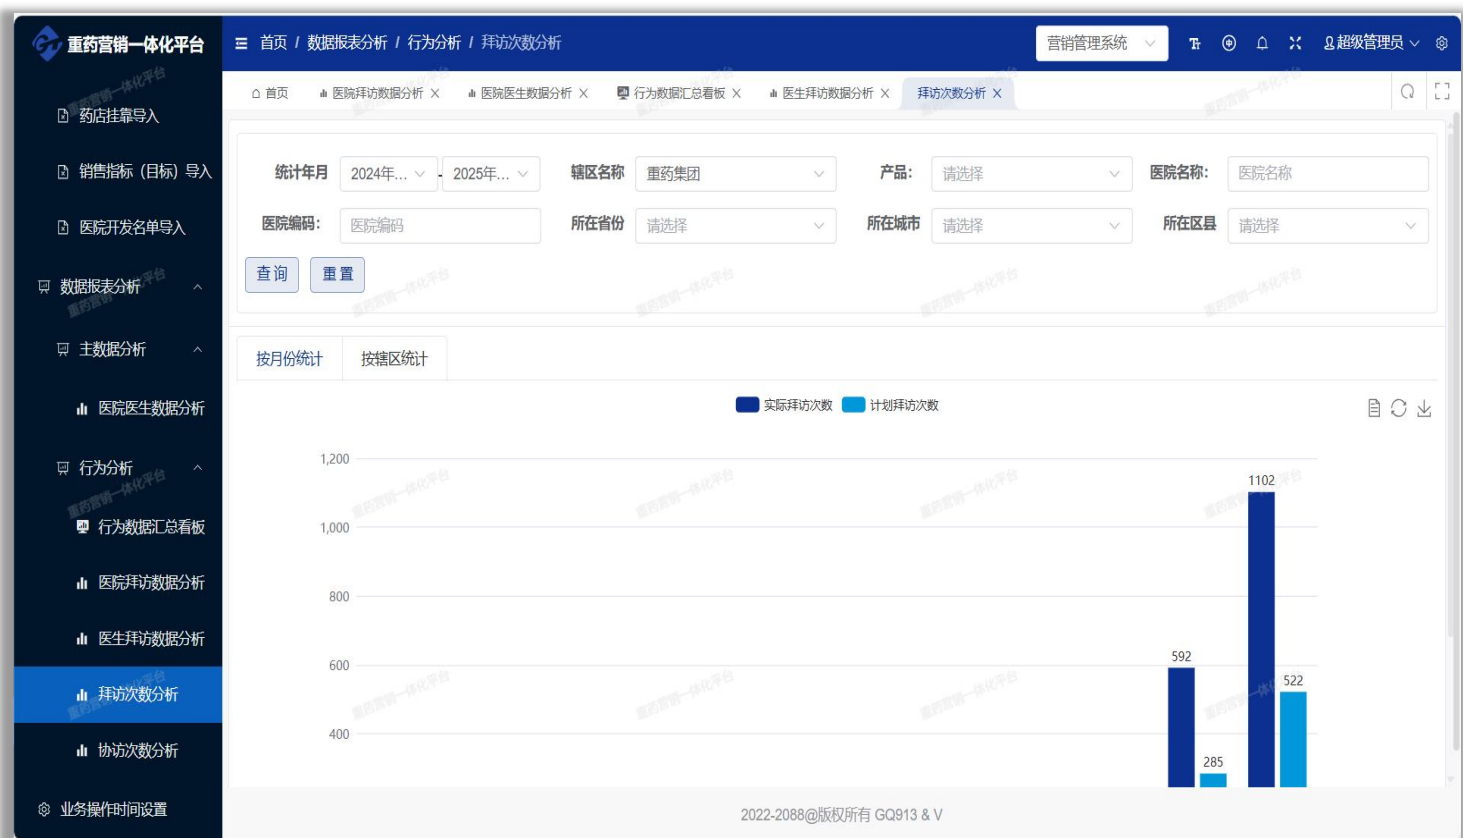 重药营销一体化平台
首页 / 数据报表分析 / 行为分析 / 拜访次数分析
营销管理系统
超级管理员
首页 医院拜访数据分析 X 医院医生数据分析 X 行为数据汇总看板 X 医生拜访数据分析 X 拜访次数分析 X
药店挂靠导入
销售指标（目标）导入
医院开发名单导入
数据报表分析
主数据分析
医院医生数据分析
行为分析
行为数据汇总看板
医院拜访数据分析
医生拜访数据分析
拜访次数分析
协访次数分析
业务操作时间设置
统计年月 2024年... - 2025年... 辖区名称 重药集团 产品： 请选择 医院名称： 医院名称
医院编码： 医院编码 所在省份 请选择 所在城市 请选择 所在区县 请选择
查询 重置
按月份统计 按辖区统计
实际拜访次数 计划拜访次数
1,200
1,000
800
600
400
592
285
1102
522
2022-2088@版权所有 GQ913 & V
重药营销一体化平台